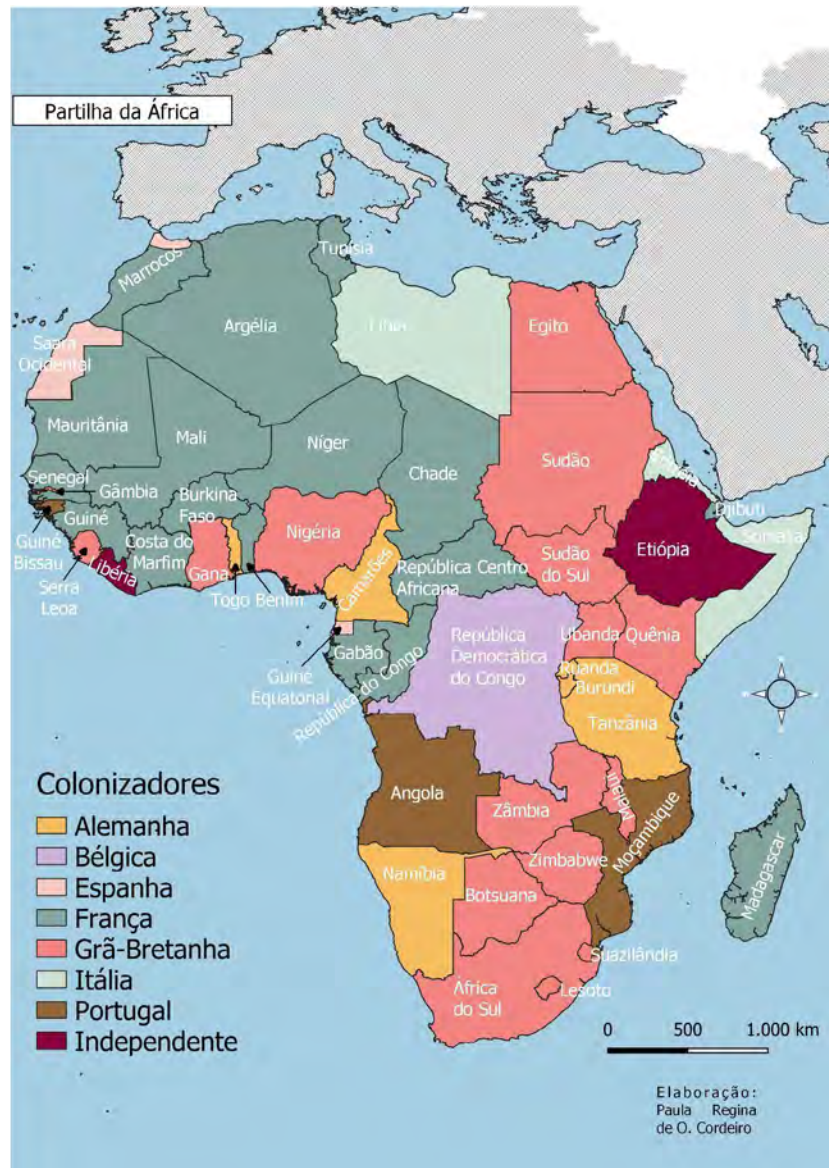 Partilha da África
Tunísia
Marrocos
Argélia
Líbia
Egito
Saara
Ocidental
Mauritânia
Mali
Níger
Chade
Sudão
Eritréia
Djibuti
Somália
Senegal
Gâmbia
Burkina
Faso
Guiné
Guiné
Bissau
Costa do
Marfim
Nigéria
Gana
Libéria
Serra
Leoa
Togo
Benim
Camarões
República Centro
Africana
Sudão
do Sul
Etiópia
Ubanda
Quênia
Gabão
Guiné
Equatorial
República do Congo
República
Democrática
do Congo
Ruanda
Burundi
Tanzânia
Angola
Zâmbia
Malaui
Moçambique
Madagascar
Namíbia
Zimbabwe
Botsuana
Suazilândia
África
do Sul
Lesoto
Colonizadores
Alemanha
Bélgica
Espanha
França
Grã-Bretanha
Itália
Portugal
Independente
0 500 1.000 km
Elaboração:
Paula Regina
de O. Cordeiro